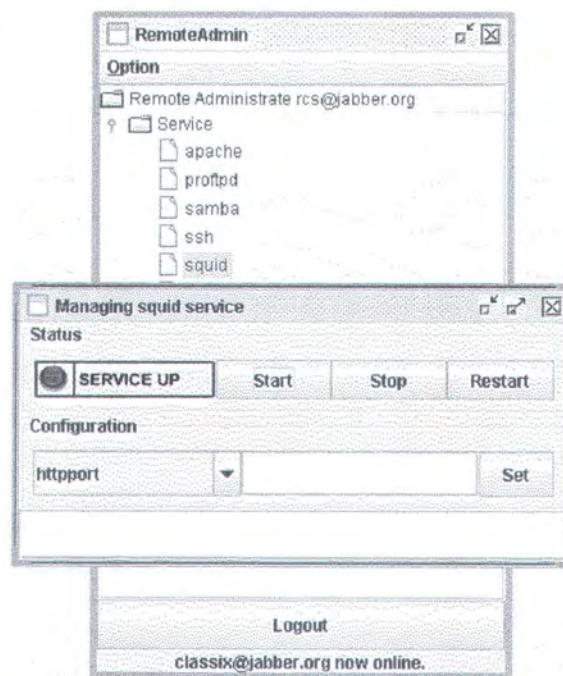 RemoteAdmin
Option
Remote Administrate rcs@jabber.org
Service
apache
proftpd
samba
ssh
squid
Managing squid service
Status
SERVICE UP Start Stop Restart
Configuration
httpport Set
Logout
classix@jabber.org now online.